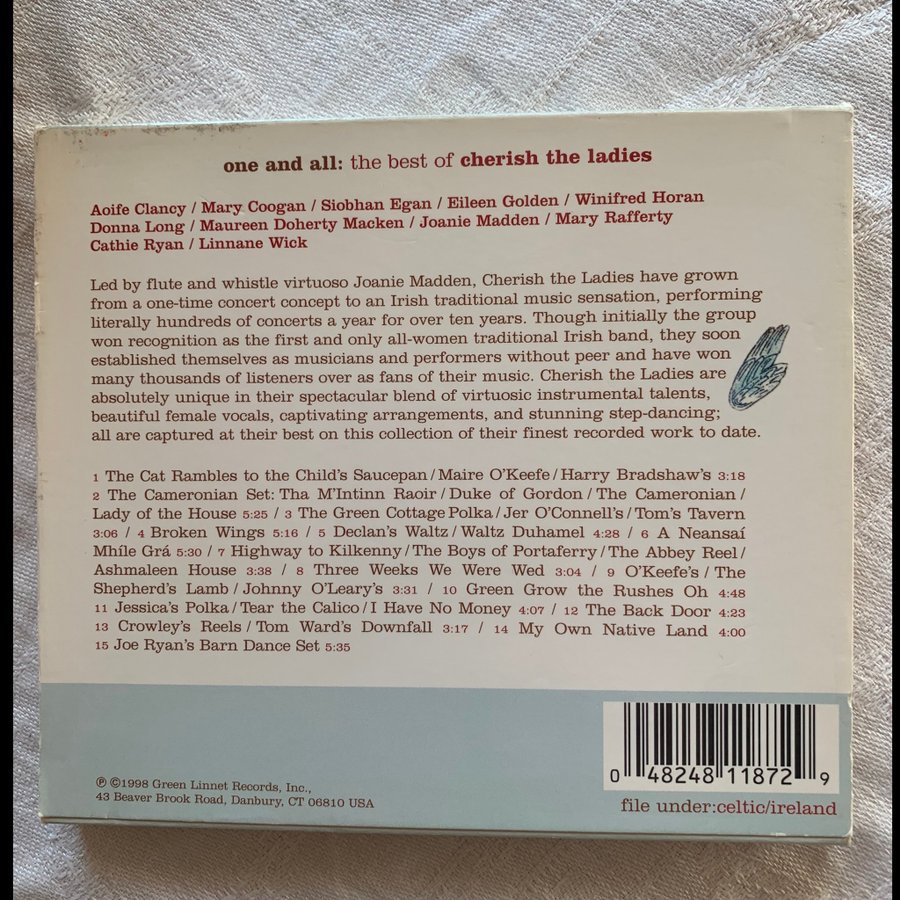 one and all: the best of cherish the ladies
Aoife Clancy / Mary Coogan / Siobhan Egan / Eileen Golden / Winifred Horan
Donna Long / Maureen Doherty Macken / Joanie Madden / Mary Rafferty
Cathie Ryan / Linnane Wick
Led by flute and whistle virtuoso Joanie Madden, Cherish the Ladies have grown
from a one-time concert concept to an Irish traditional music sensation, performing
literally hundreds of concerts a year for over ten years. Though initially the group
won recognition as the first and only all-women traditional Irish band, they soon
established themselves as musicians and performers without peer and have won
many thousands of listeners over as fans of their music. Cherish the Ladies are
absolutely unique in their spectacular blend of virtuosic instrumental talents,
beautiful female vocals, captivating arrangements, and stunning step-dancing;
all are captured at their best on this collection of their finest recorded work to date.
1 The Cat Rambles to the Child's Saucepan / Maire O'Keefe / Harry Bradshaw's 3:18
2 The Cameronian Set: Tha M'Intinn Raoir / Duke of Gordon / The Cameronian /
Lady of the House 5:25 / 3 The Green Cottage Polka / Jer O'Connell's / Tom's Tavern
3:06 / 4 Broken Wings 5:16 / 5 Declan's Waltz / Waltz Duhamel 4:28 / 6 A Neansaí
Mhíle Grá 5:30 / 7 Highway to Kilkenny / The Boys of Portaferry / The Abbey Reel /
Ashmaleen House 3:38 / 8 Three Weeks We Were Wed 3:04 / 9 O'Keefe's / The
Shepherd's Lamb / Johnny O'Leary's 3:31 / 10 Green Grow the Rushes Oh 4:48
11 Jessica's Polka / Tear the Calico / I Have No Money 4:07 / 12 The Back Door 4:23
13 Crowley's Reels / Tom Ward's Downfall 3:17 / 14 My Own Native Land 4:00
15 Joe Ryan's Barn Dance Set 5:35
℗ ©1998 Green Linnet Records, Inc.,
43 Beaver Brook Road, Danbury, CT 06810 USA
0 48248 11872 9
file under:celtic/ireland